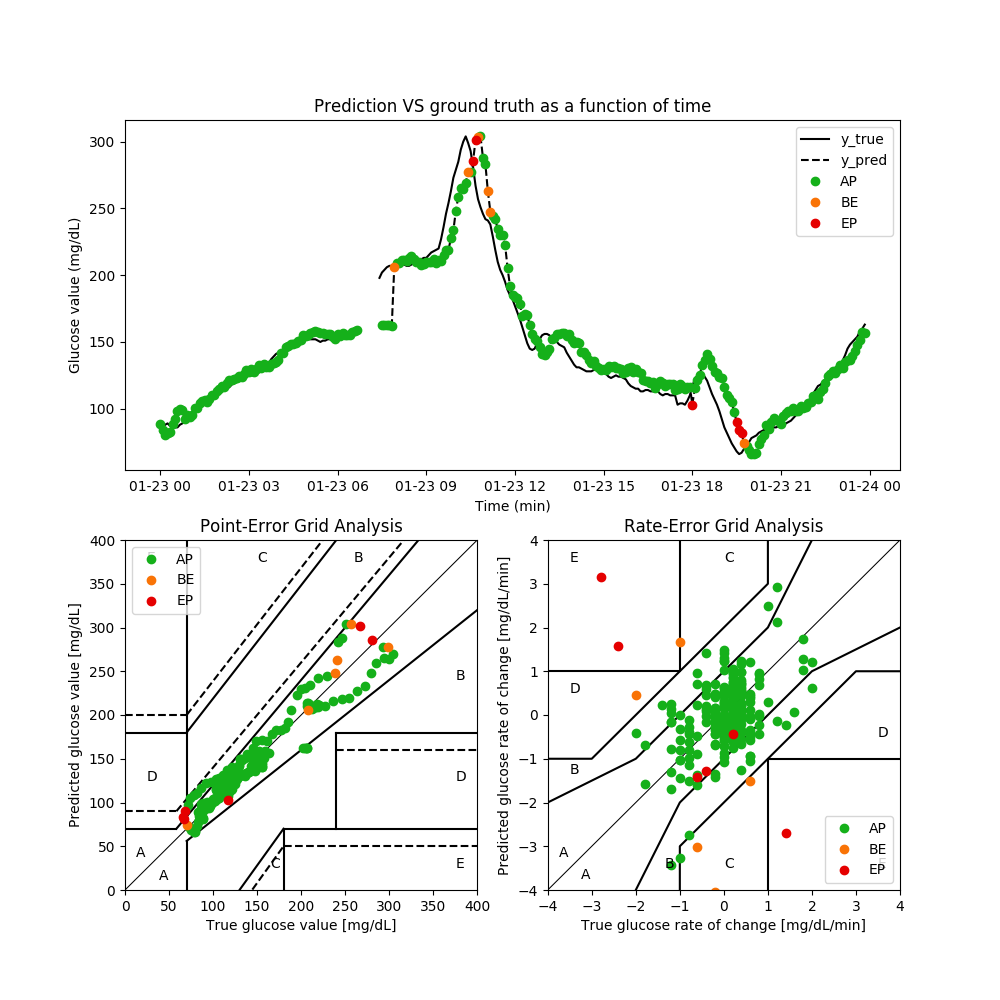 Prediction VS ground truth as a function of time
Glucose value (mg/dL)
300
250
200
150
100
y_true
y_pred
AP
BE
EP
01-23 00 01-23 03 01-23 06 01-23 09 01-23 12 01-23 15 01-23 18 01-23 21 01-24 00
Time (min)
Point-Error Grid Analysis
Predicted glucose value [mg/dL]
400
350
300
250
200
150
100
50
0
AP
BE
EP
C
B
B
D
D
A
A
C
E
0 50 100 150 200 250 300 350 400
True glucose value [mg/dL]
Rate-Error Grid Analysis
Predicted glucose rate of change [mg/dL/min]
4
3
2
1
0
−1
−2
−3
−4
E
C
D
D
B
A
A
B
C
AP
BE
EP
−4 −3 −2 −1 0 1 2 3 4
True glucose rate of change [mg/dL/min]